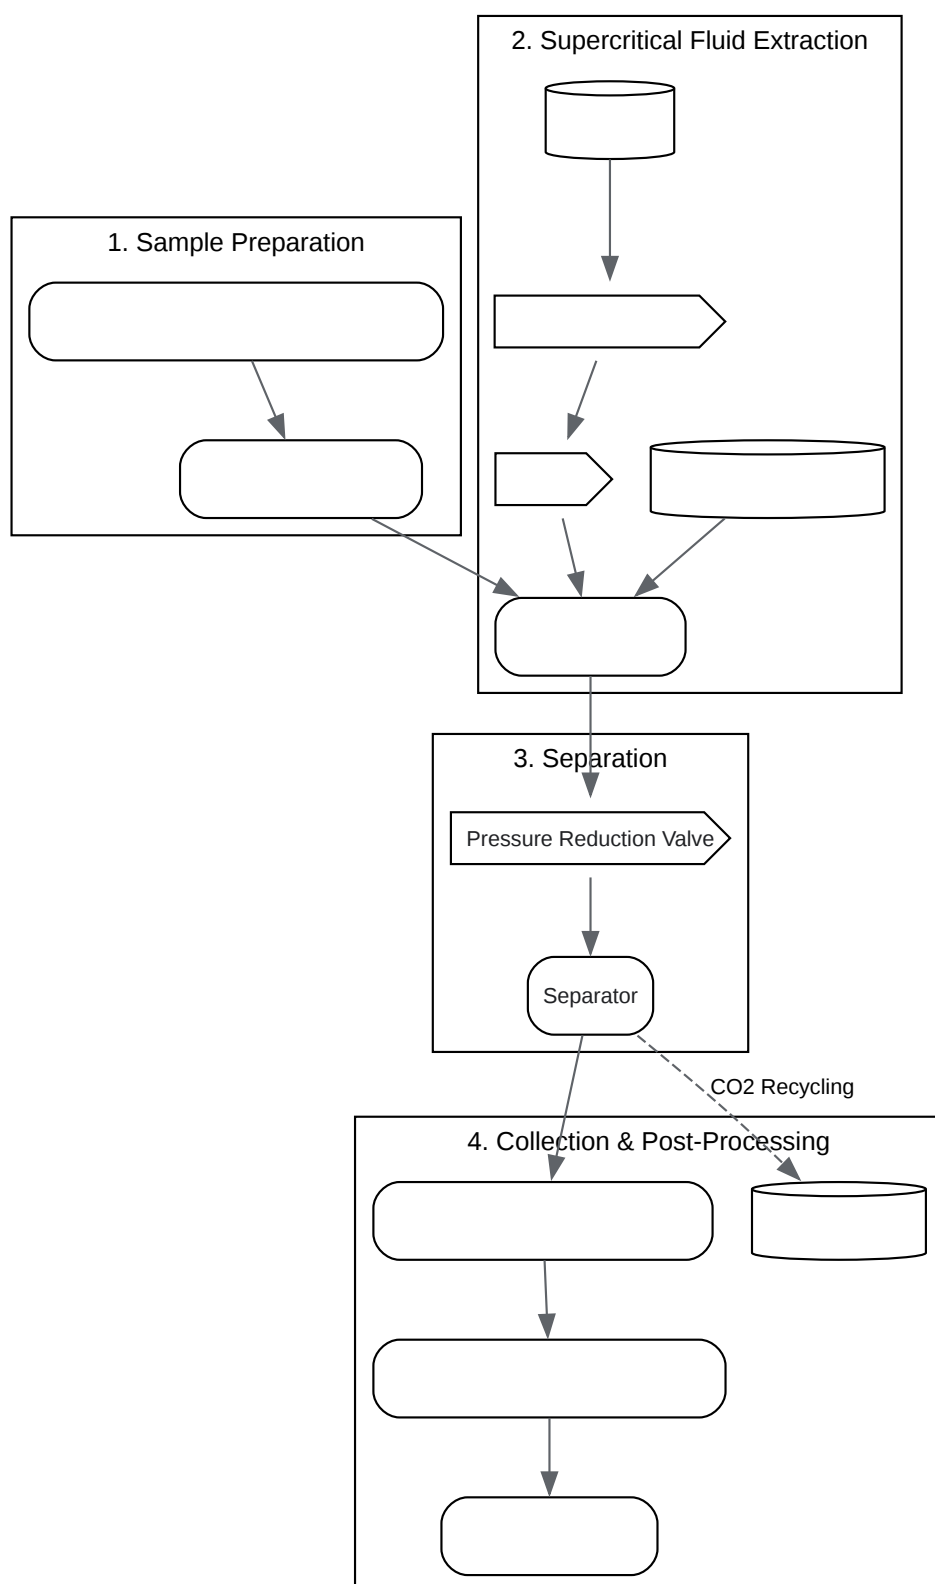 2. Supercritical Fluid Extraction
1. Sample Preparation
3. Separation
Pressure Reduction Valve
Separator
CO2 Recycling
4. Collection & Post-Processing